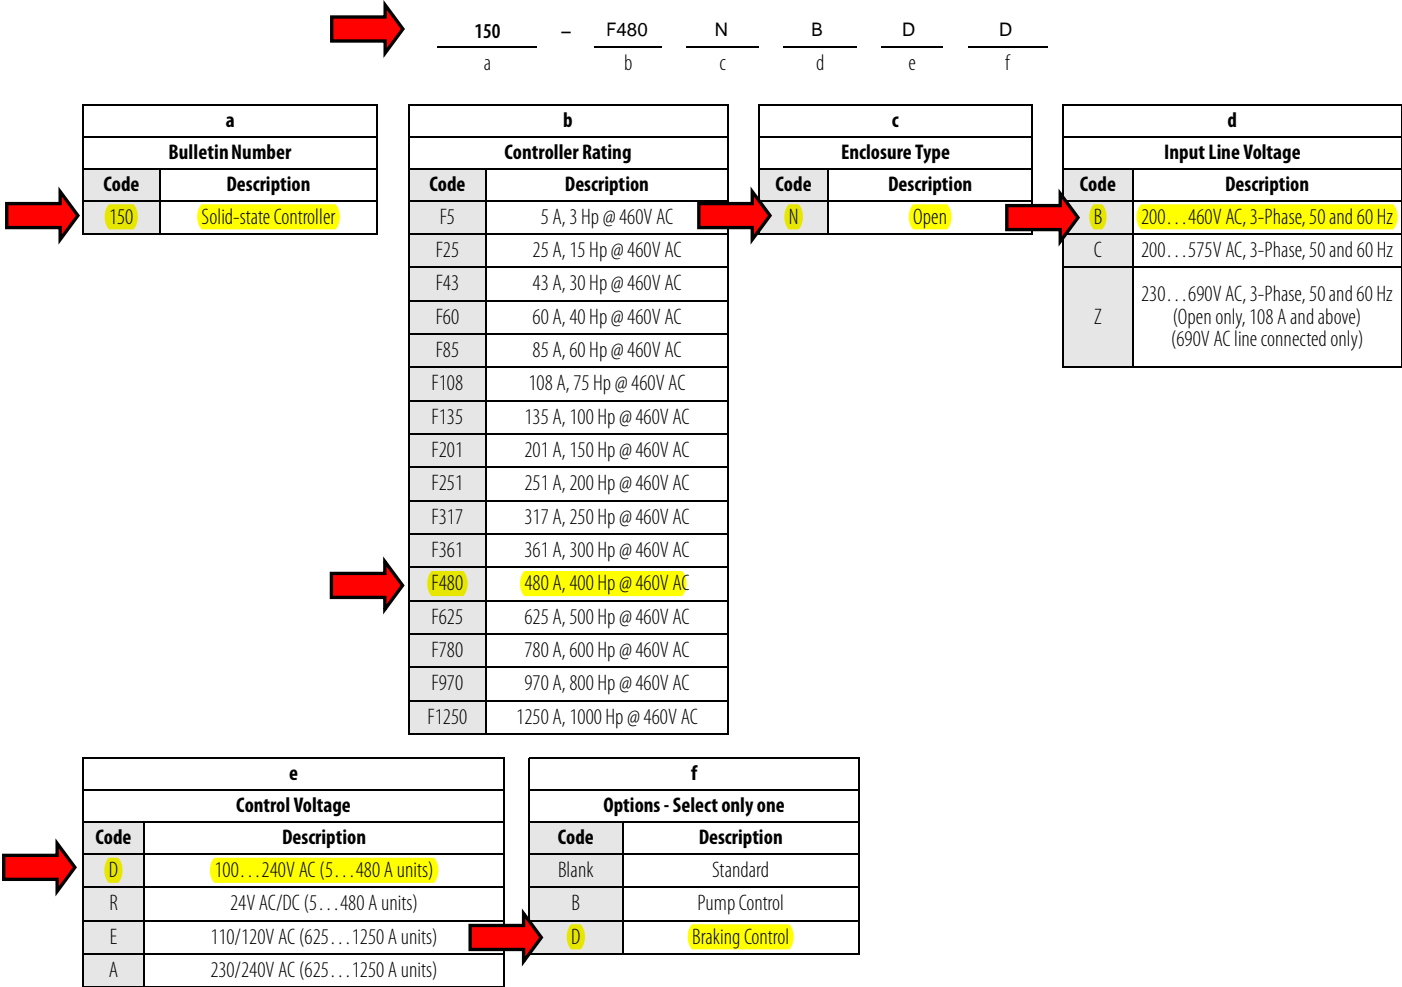 150 – F480 N B D D
a b c d e f
a
Bulletin Number
Code Description
150 Solid-state Controller
b
Controller Rating
Code Description
F5 5 A, 3 Hp @ 460V AC
F25 25 A, 15 Hp @ 460V AC
F43 43 A, 30 Hp @ 460V AC
F60 60 A, 40 Hp @ 460V AC
F85 85 A, 60 Hp @ 460V AC
F108 108 A, 75 Hp @ 460V AC
F135 135 A, 100 Hp @ 460V AC
F201 201 A, 150 Hp @ 460V AC
F251 251 A, 200 Hp @ 460V AC
F317 317 A, 250 Hp @ 460V AC
F361 361 A, 300 Hp @ 460V AC
F480 480 A, 400 Hp @ 460V AC
F625 625 A, 500 Hp @ 460V AC
F780 780 A, 600 Hp @ 460V AC
F970 970 A, 800 Hp @ 460V AC
F1250 1250 A, 1000 Hp @ 460V AC
c
Enclosure Type
Code Description
N Open
d
Input Line Voltage
Code Description
B 200…460V AC, 3-Phase, 50 and 60 Hz
C 200…575V AC, 3-Phase, 50 and 60 Hz
Z 230…690V AC, 3-Phase, 50 and 60 Hz
(Open only, 108 A and above)
(690V AC line connected only)
e
Control Voltage
Code Description
D 100…240V AC (5…480 A units)
R 24V AC/DC (5…480 A units)
E 110/120V AC (625…1250 A units)
A 230/240V AC (625…1250 A units)
f
Options - Select only one
Code Description
Blank Standard
B Pump Control
D Braking Control